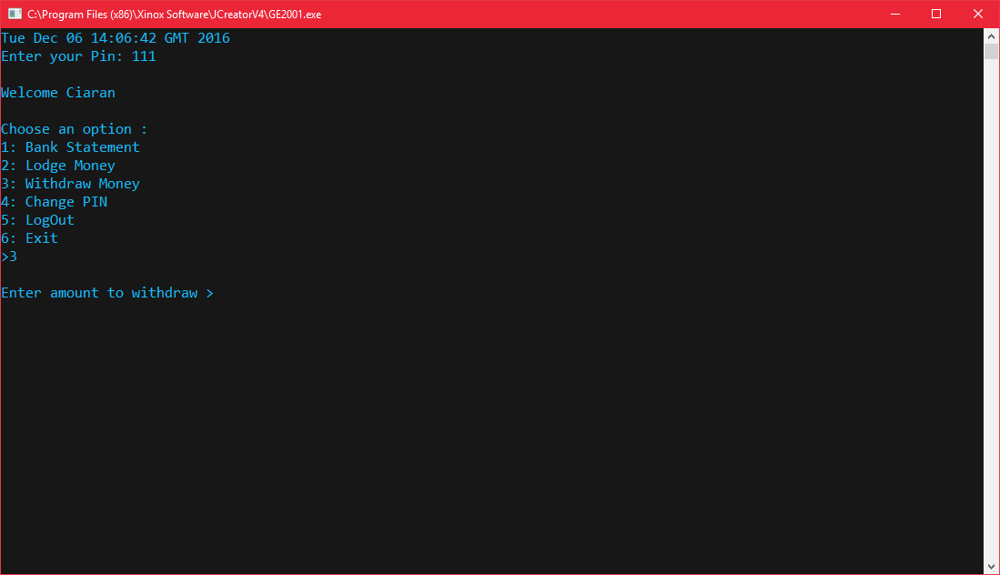 C:\Program Files (x86)\Xinox Software\JCreatorV4\GE2001.exe
Tue Dec 06 14:06:42 GMT 2016
Enter your Pin: 111
Welcome Ciaran
Choose an option :
1: Bank Statement
2: Lodge Money
3: Withdraw Money
4: Change PIN
5: LogOut
6: Exit
>3
Enter amount to withdraw >